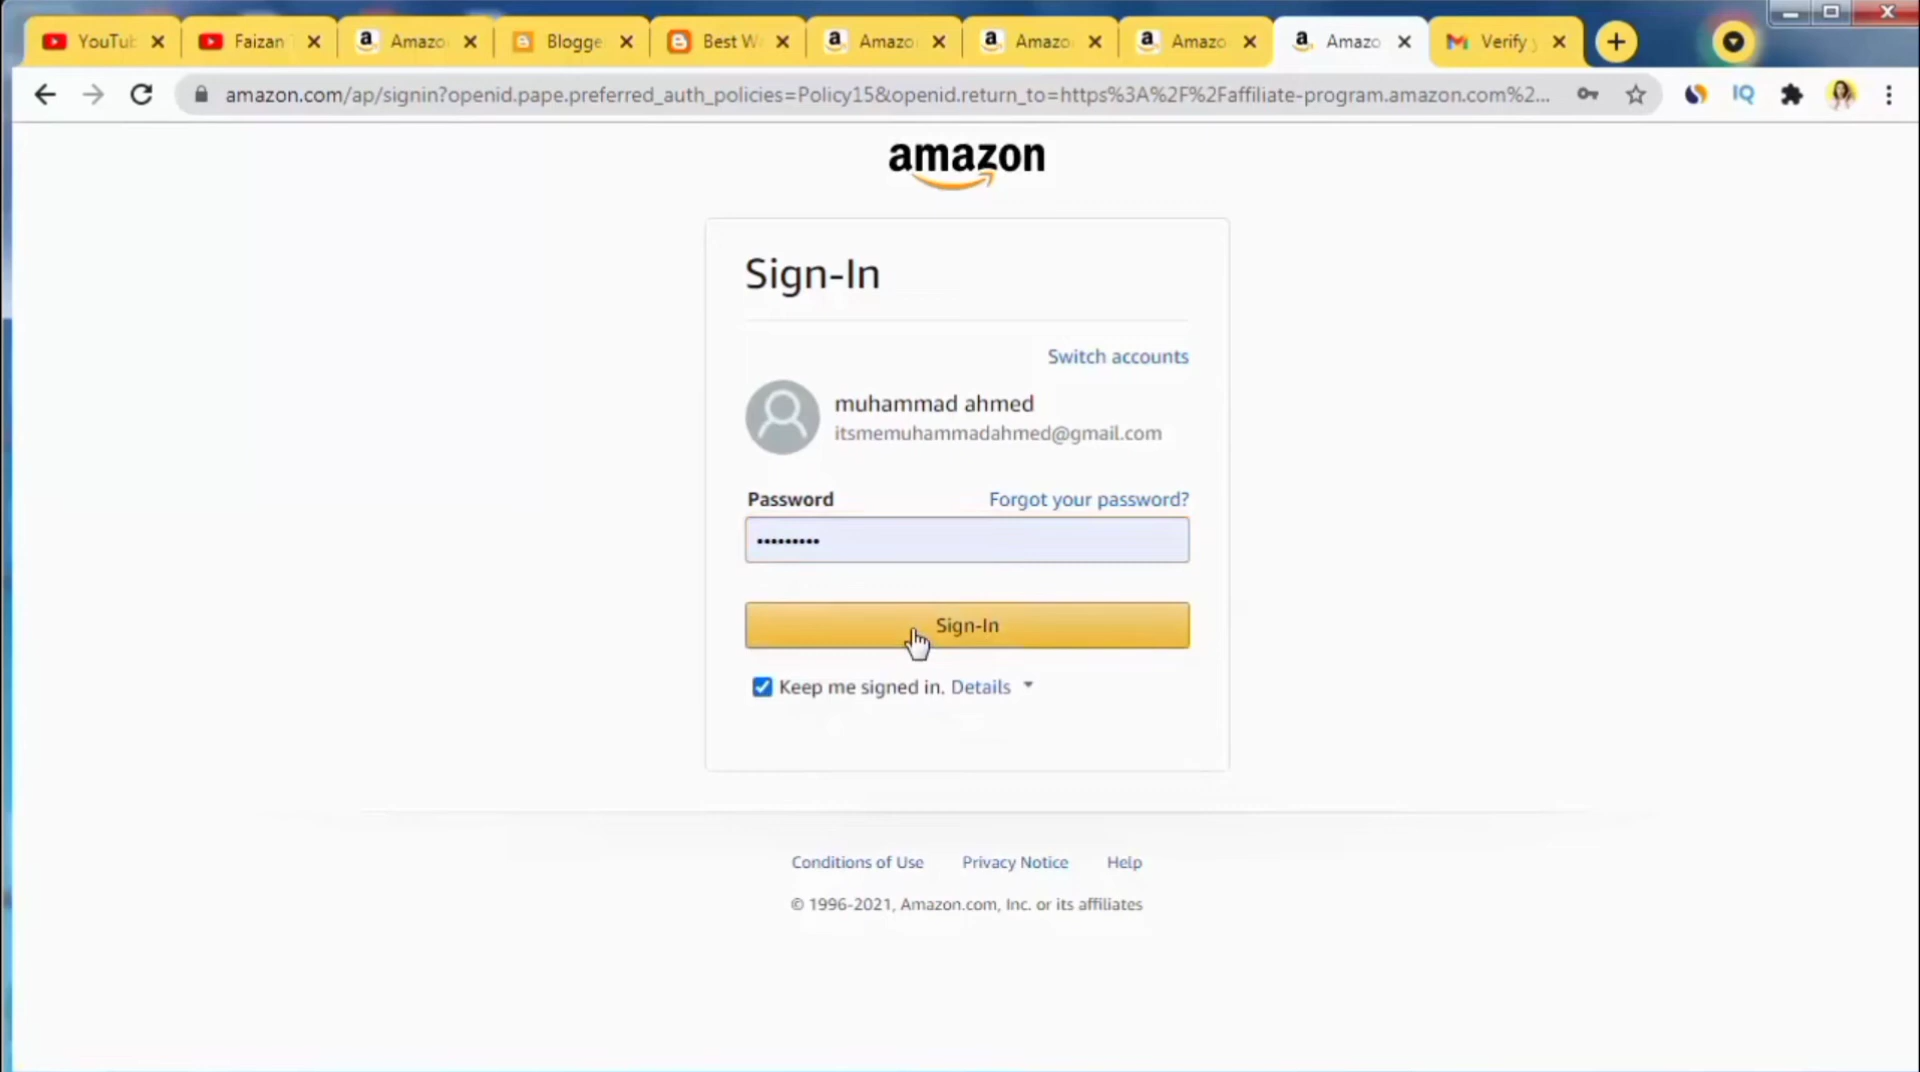 YouTub Faizan Amazo Blogge Best W Amazo Amazo Amazo Amazo Verify y
amazon.com/ap/signin?openid.pape.preferred_auth_policies=Policy15&openid.return_to=https%3A%2F%2Faffiliate-program.amazon.com%2... IQ
amazon
Sign-In
Switch accounts
muhammad ahmed
itsmemuhammadahmed@gmail.com
Password Forgot your password?
•••••••••
Sign-In
Keep me signed in. Details
Conditions of Use Privacy Notice Help
© 1996-2021, Amazon.com, Inc. or its affiliates